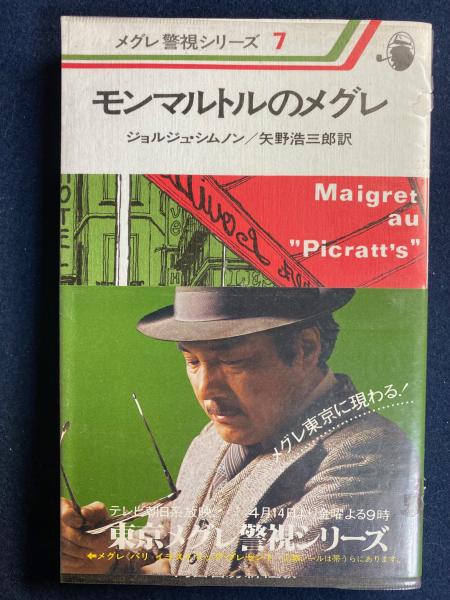 メグレ警視シリーズ 7
モンマルトルのメグレ
ジョルジュ・シムノン/矢野浩三郎訳
Maigret
au
"Picratt's"
メグレ東京に現わる!
テレビ朝日系放映
4月14日より金曜よる9時
東京メグレ警視シリーズ